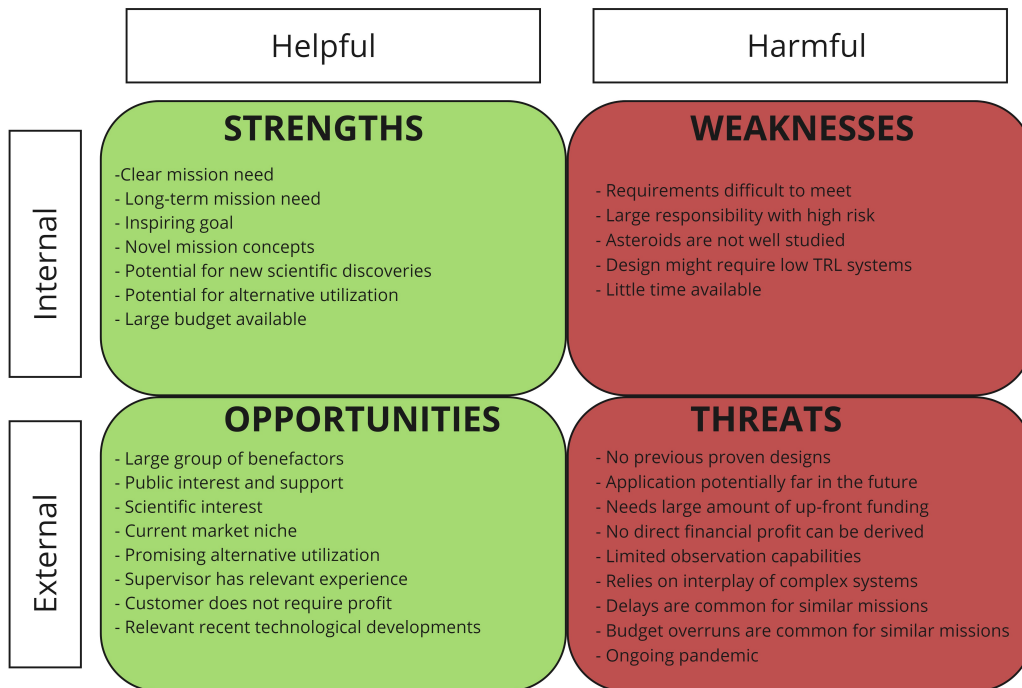 Helpful
Harmful
Internal
STRENGTHS
-Clear mission need
- Long-term mission need
- Inspiring goal
- Novel mission concepts
- Potential for new scientific discoveries
- Potential for alternative utilization
- Large budget available
WEAKNESSES
- Requirements difficult to meet
- Large responsibility with high risk
- Asteroids are not well studied
- Design might require low TRL systems
- Little time available
External
OPPORTUNITIES
- Large group of benefactors
- Public interest and support
- Scientific interest
- Current market niche
- Promising alternative utilization
- Supervisor has relevant experience
- Customer does not require profit
- Relevant recent technological developments
THREATS
- No previous proven designs
- Application potentially far in the future
- Needs large amount of up-front funding
- No direct financial profit can be derived
- Limited observation capabilities
- Relies on interplay of complex systems
- Delays are common for similar missions
- Budget overruns are common for similar missions
- Ongoing pandemic